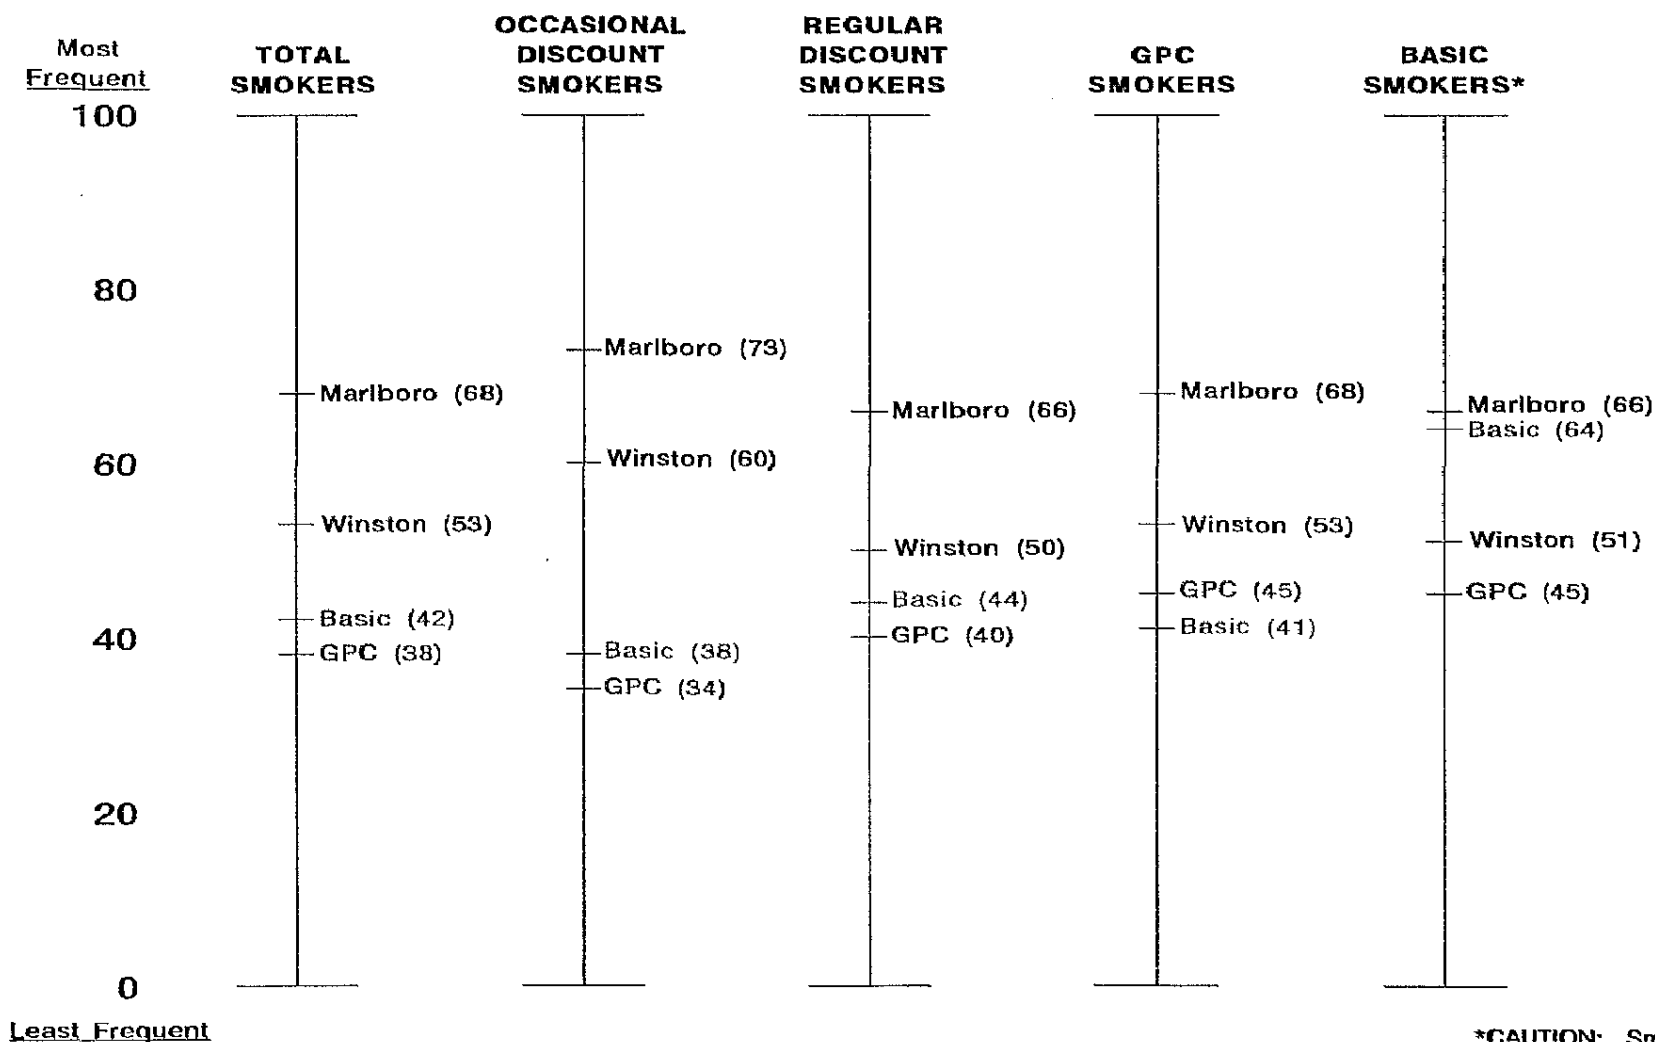 Most
Frequent
TOTAL
SMOKERS
OCCASIONAL
DISCOUNT
SMOKERS
REGULAR
DISCOUNT
SMOKERS
GPC
SMOKERS
BASIC
SMOKERS*
100
80
60
40
20
0
Least Frequent
Marlboro (68)
Winston (53)
Basic (42)
GPC (38)
Marlboro (73)
Winston (60)
Basic (38)
GPC (34)
Marlboro (66)
Winston (50)
Basic (44)
GPC (40)
Marlboro (68)
Winston (53)
GPC (45)
Basic (41)
Marlboro (66)
Basic (64)
Winston (51)
GPC (45)
*CAUTION: